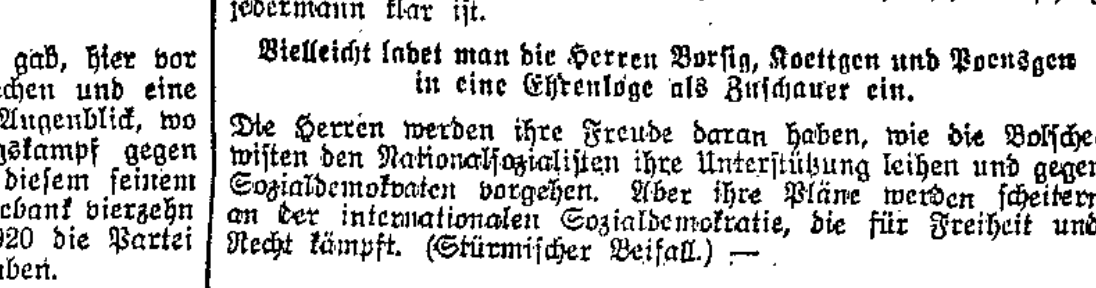 gab, hier vor
chen und eine
Augenblick, wo
gskampf gegen
diesem seinem
cbank vierzehn
920 die Partei
aben.
jedermann klar ist.
Vielleicht ladet man die Herren Borsig, Koettgen und Poensgen
in eine Ehrenloge als Zuschauer ein.
Die Herren werden ihre Freude daran haben, wie die Bolsche-
wisten den Nationalsozialisten ihre Unterstützung leihen und gegen
Sozialdemokraten vorgehen. Aber ihre Pläne werden scheitern
an der internationalen Sozialdemokratie, die für Freiheit und
Recht kämpft. (Stürmischer Beifall.) —